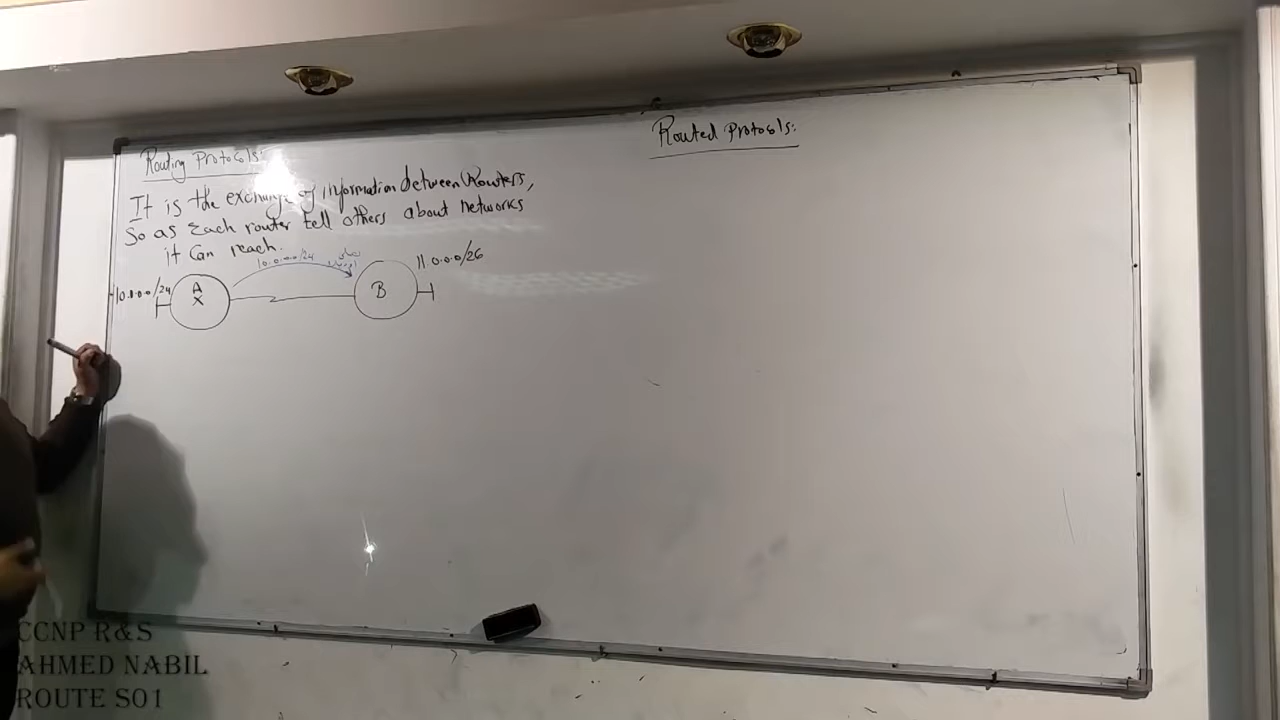 Routing Protocols:
It is the exchange of information between Routers,
So as Each router tell others about networks
it Can reach.
10.0.0.0/24
10.0.0.0/24
A
X
B
11.0.0.0/26
Routed Protocols:
CCNP R&S
AHMED NABIL
ROUTE S01